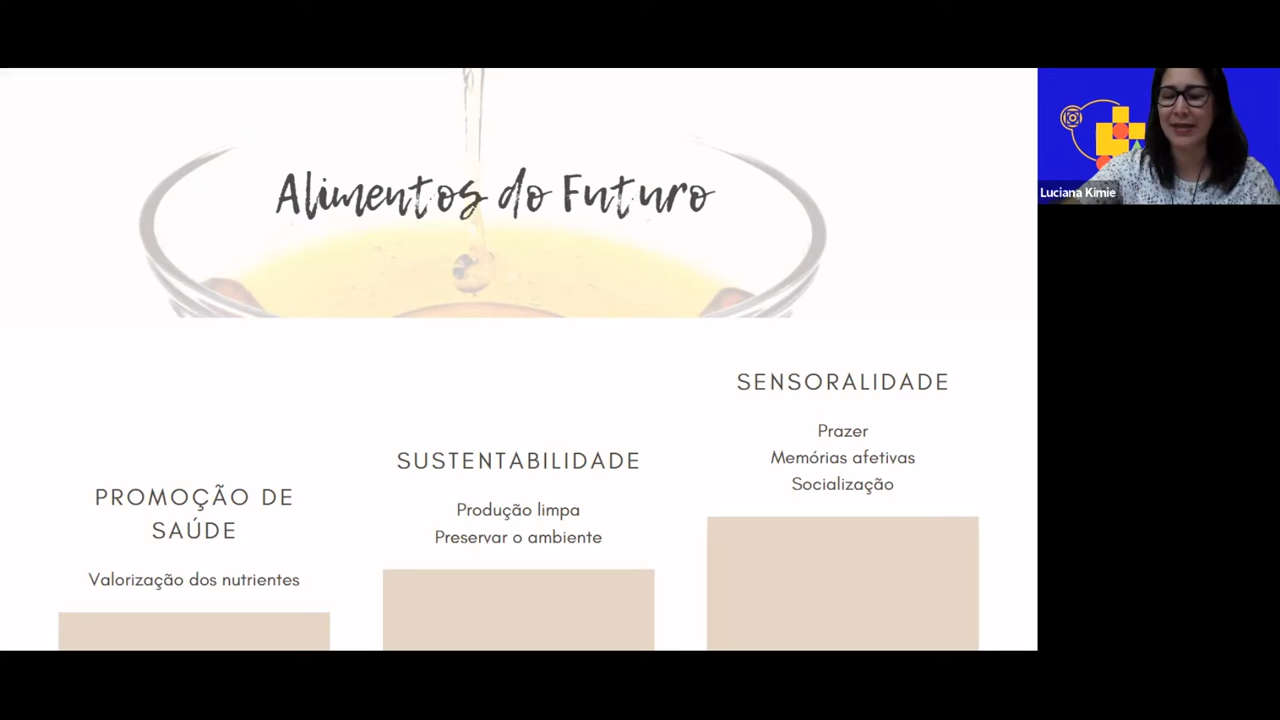 Alimentos do Futuro
Luciana Kimie
PROMOÇÃO DE
SAÚDE
Valorização dos nutrientes
SUSTENTABILIDADE
Produção limpa
Preservar o ambiente
SENSORALIDADE
Prazer
Memórias afetivas
Socialização